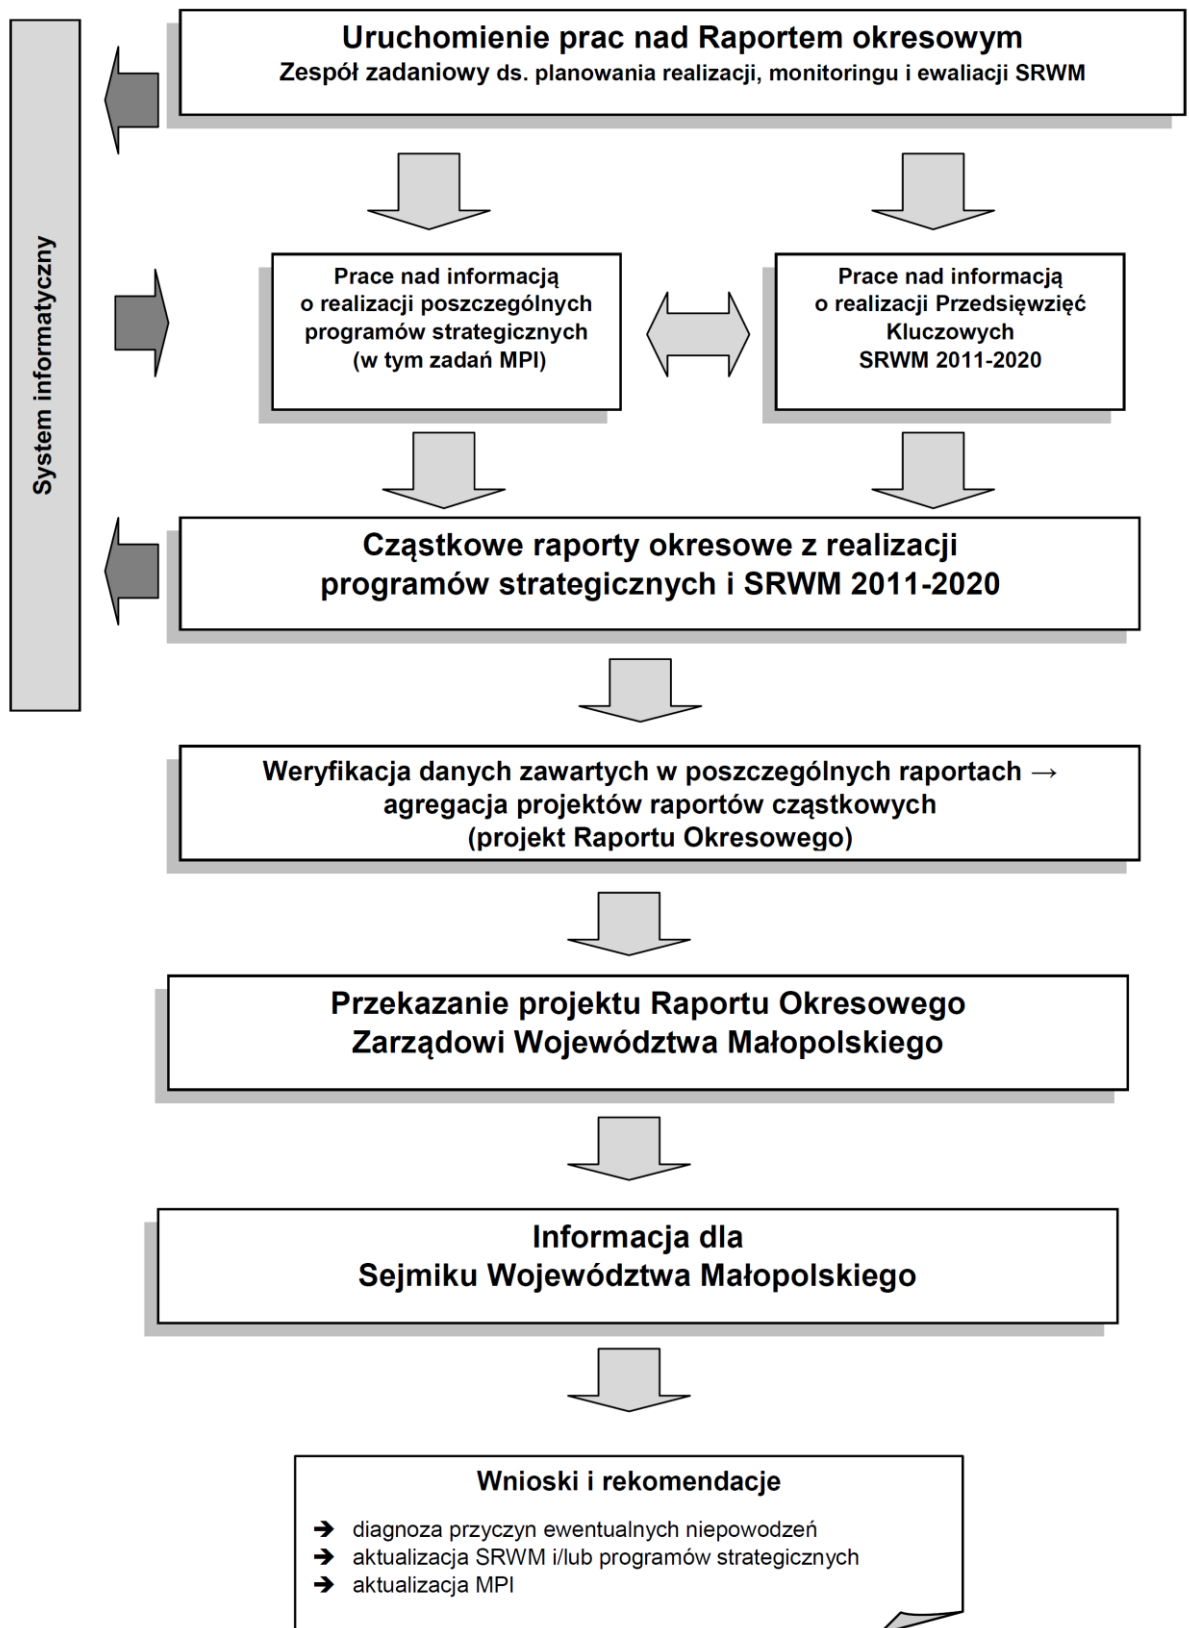 Uruchomienie prac nad Raportem okresowym
Zespół zadaniowy ds. planowania realizacji, monitoringu i ewaliacji SRWM
System informatyczny
Prace nad informacją
o realizacji poszczególnych
programów strategicznych
(w tym zadań MPI)
Prace nad informacją
o realizacji Przedsięwzięć
Kluczowych
SRWM 2011-2020
Cząstkowe raporty okresowe z realizacji
programów strategicznych i SRWM 2011-2020
Weryfikacja danych zawartych w poszczególnych raportach →
agregacja projektów raportów cząstkowych
(projekt Raportu Okresowego)
Przekazanie projektu Raportu Okresowego
Zarządowi Województwa Małopolskiego
Informacja dla
Sejmiku Województwa Małopolskiego
Wnioski i rekomendacje
➔ diagnoza przyczyn ewentualnych niepowodzeń
➔ aktualizacja SRWM i/lub programów strategicznych
➔ aktualizacja MPI